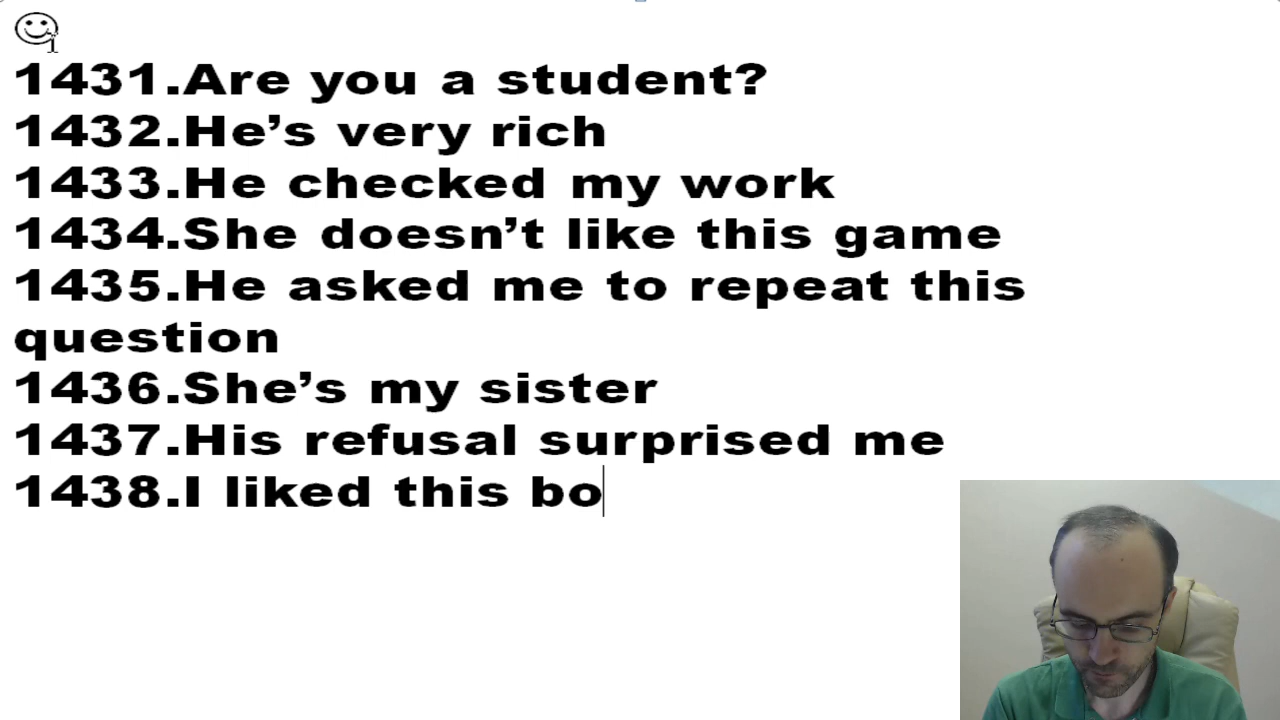 1431.Are you a student?
1432.He’s very rich
1433.He checked my work
1434.She doesn’t like this game
1435.He asked me to repeat this
question
1436.She’s my sister
1437.His refusal surprised me
1438.I liked this bo